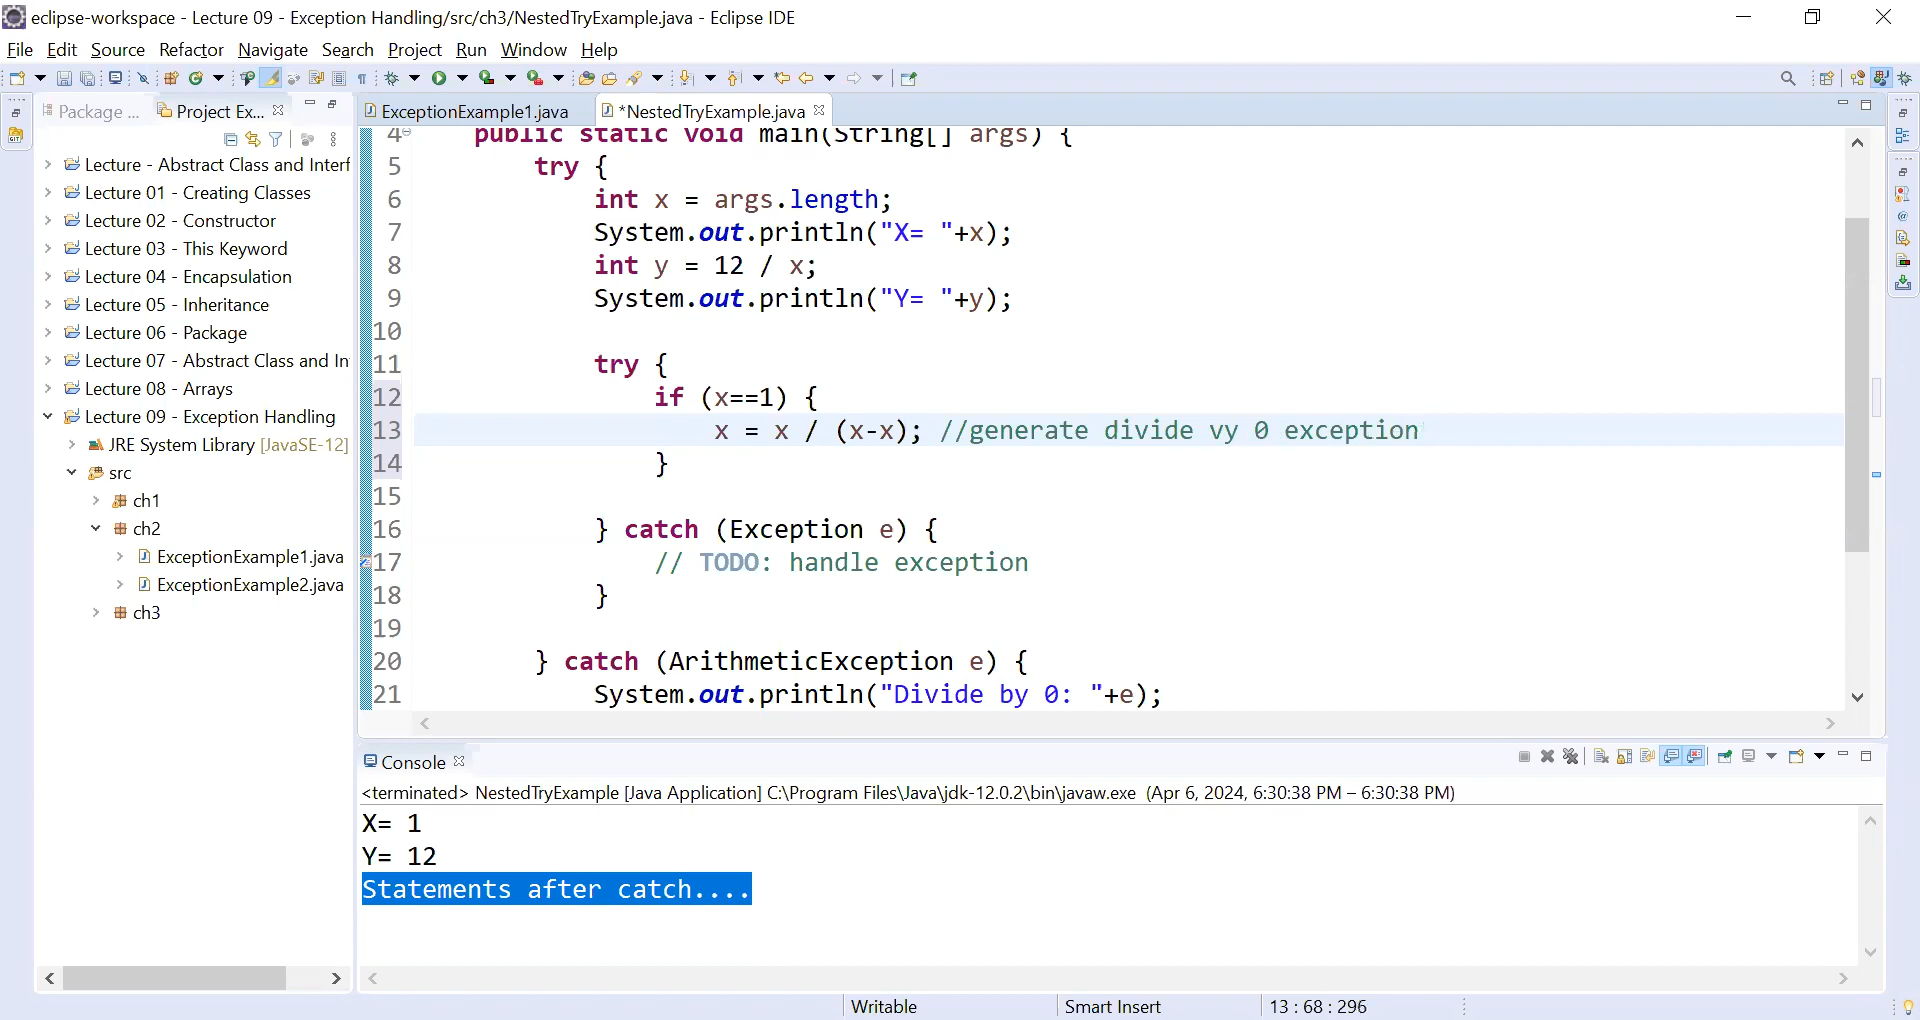 eclipse-workspace - Lecture 09 - Exception Handling/src/ch3/NestedTryExample.java - Eclipse IDE
File Edit Source Refactor Navigate Search Project Run Window Help
Package ... Project Ex...
Lecture - Abstract Class and Interf
Lecture 01 - Creating Classes
Lecture 02 - Constructor
Lecture 03 - This Keyword
Lecture 04 - Encapsulation
Lecture 05 - Inheritance
Lecture 06 - Package
Lecture 07 - Abstract Class and In
Lecture 08 - Arrays
Lecture 09 - Exception Handling
JRE System Library [JavaSE-12]
src
ch1
ch2
ExceptionExample1.java
ExceptionExample2.java
ch3
ExceptionExample1.java *NestedTryExample.java
4 public static void main(String[] args) {
5 try {
6 int x = args.length;
7 System.out.println("X= "+x);
8 int y = 12 / x;
9 System.out.println("Y= "+y);
10
11 try {
12 if (x==1) {
13 x = x / (x-x); //generate divide vy 0 exception
14 }
15
16 } catch (Exception e) {
17 // TODO: handle exception
18 }
19
20 } catch (ArithmeticException e) {
21 System.out.println("Divide by 0: "+e);
Console
<terminated> NestedTryExample [Java Application] C:\Program Files\Java\jdk-12.0.2\bin\javaw.exe (Apr 6, 2024, 6:30:38 PM – 6:30:38 PM)
X= 1
Y= 12
Statements after catch....
Writable Smart Insert 13 : 68 : 296